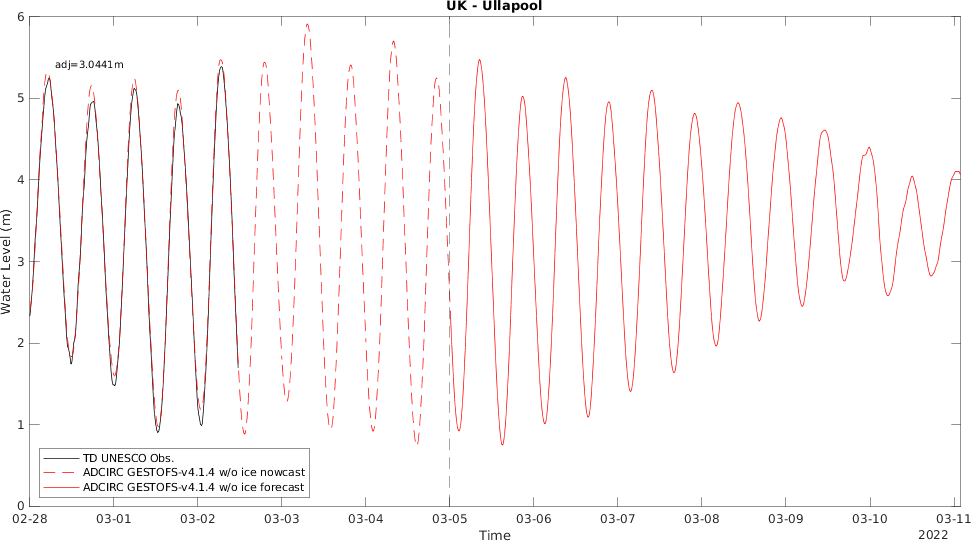 UK - Ullapool
adj=3.0441m
6
5
4
3
2
1
0
Water Level (m)
TD UNESCO Obs.
ADCIRC GESTOFS-v4.1.4 w/o ice nowcast
ADCIRC GESTOFS-v4.1.4 w/o ice forecast
02-28 03-01 03-02 03-03 03-04 03-05 03-06 03-07 03-08 03-09 03-10 03-11
Time
2022